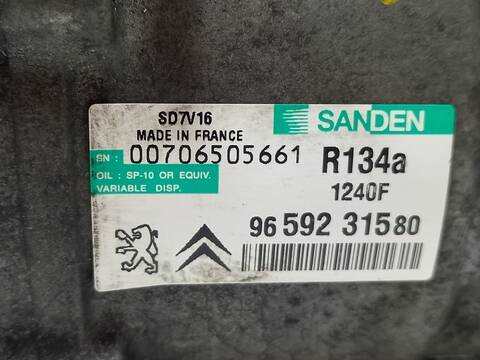 SD7V16
MADE IN FRANCE
SANDEN
SN : 00706505661
R134a
OIL : SP-10 OR EQUIV.
VARIABLE DISP.
1240F
96 592 315 80